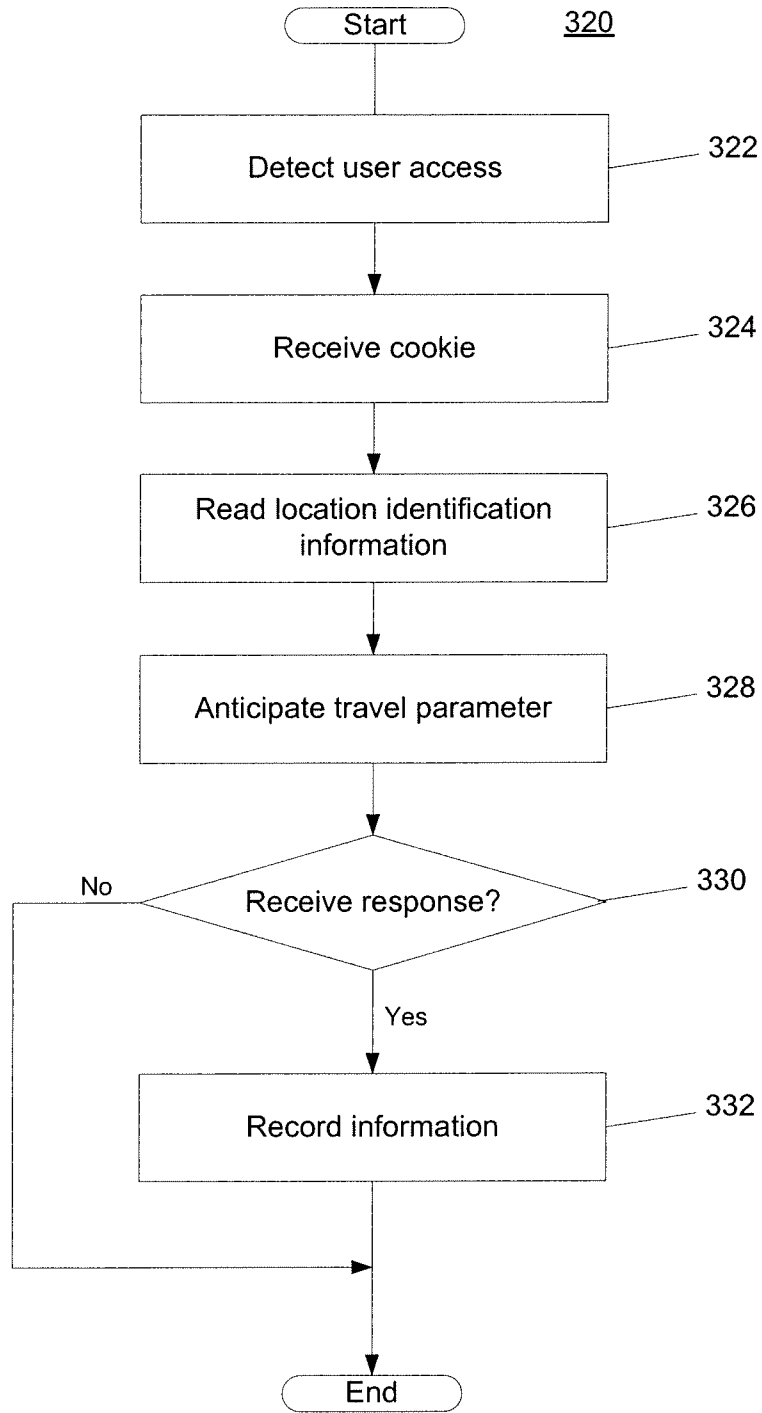 Start
320
Detect user access
322
Receive cookie
324
Read location identification
information
326
Anticipate travel parameter
328
Receive response?
330
No
Yes
Record information
332
End